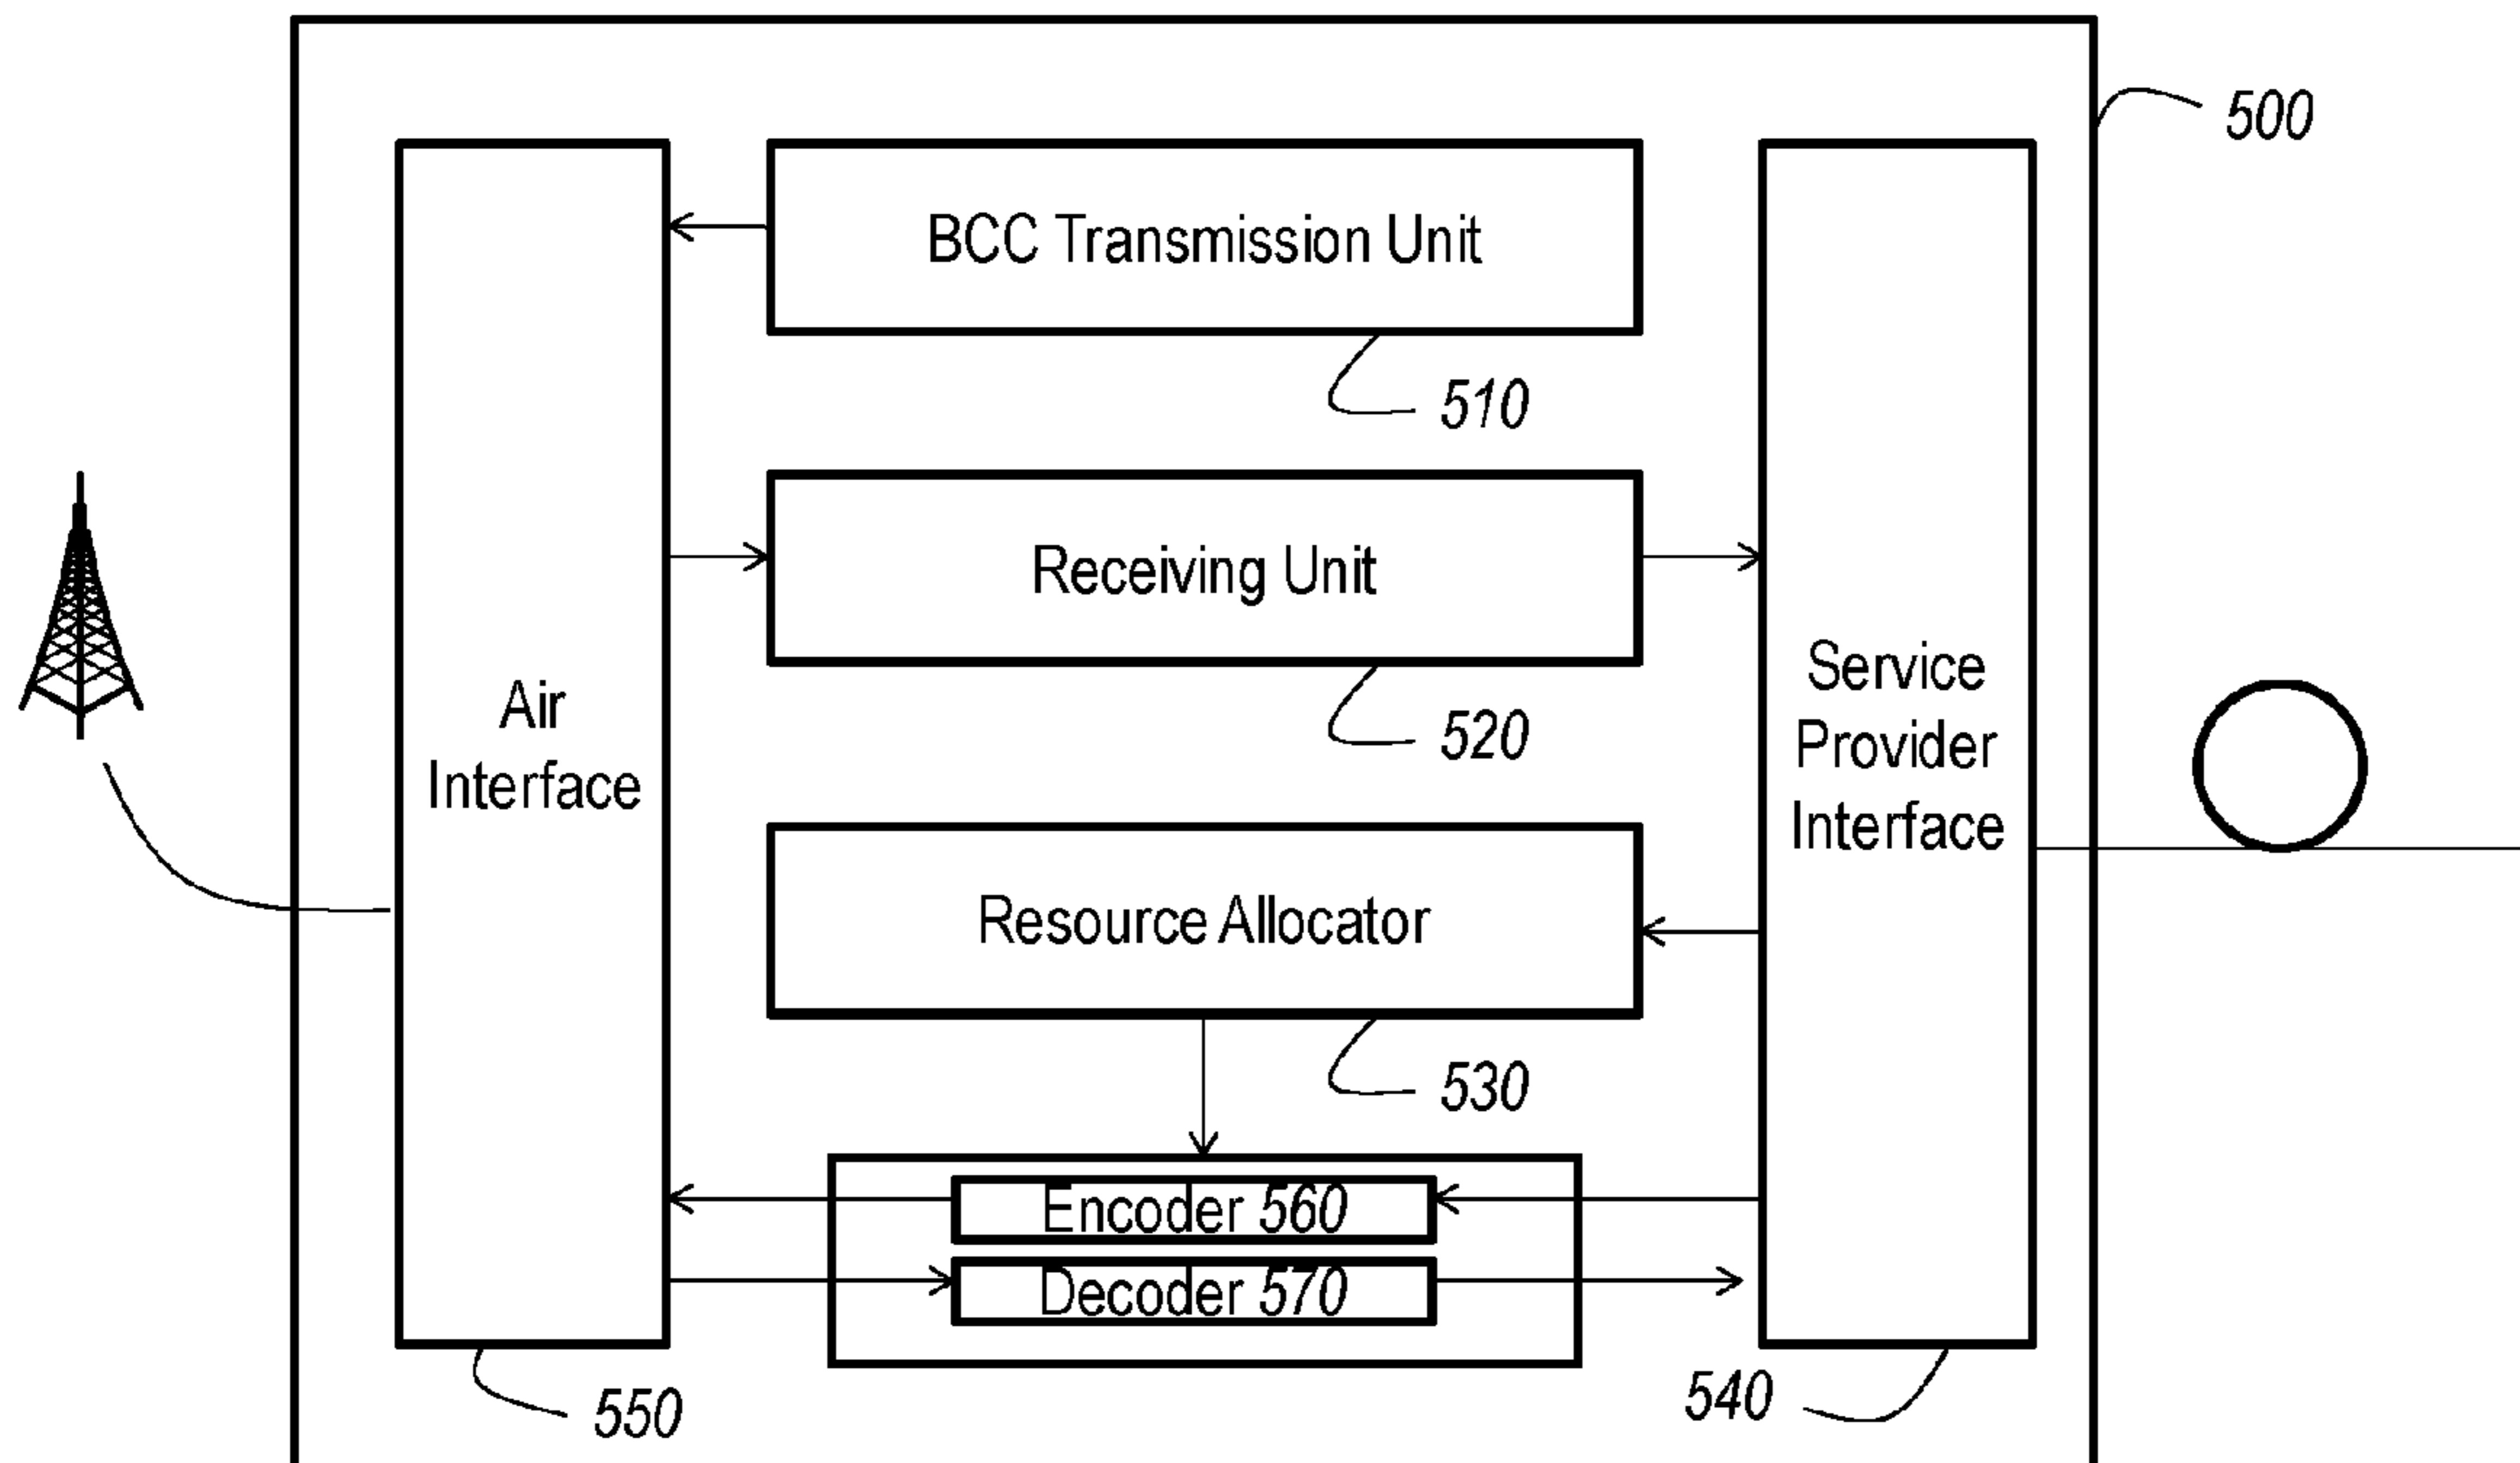 500
BCC Transmission Unit
510
Receiving Unit
520
Air
Interface
Service
Provider
Interface
Resource Allocator
530
Encoder 560
Decoder 570
550
540